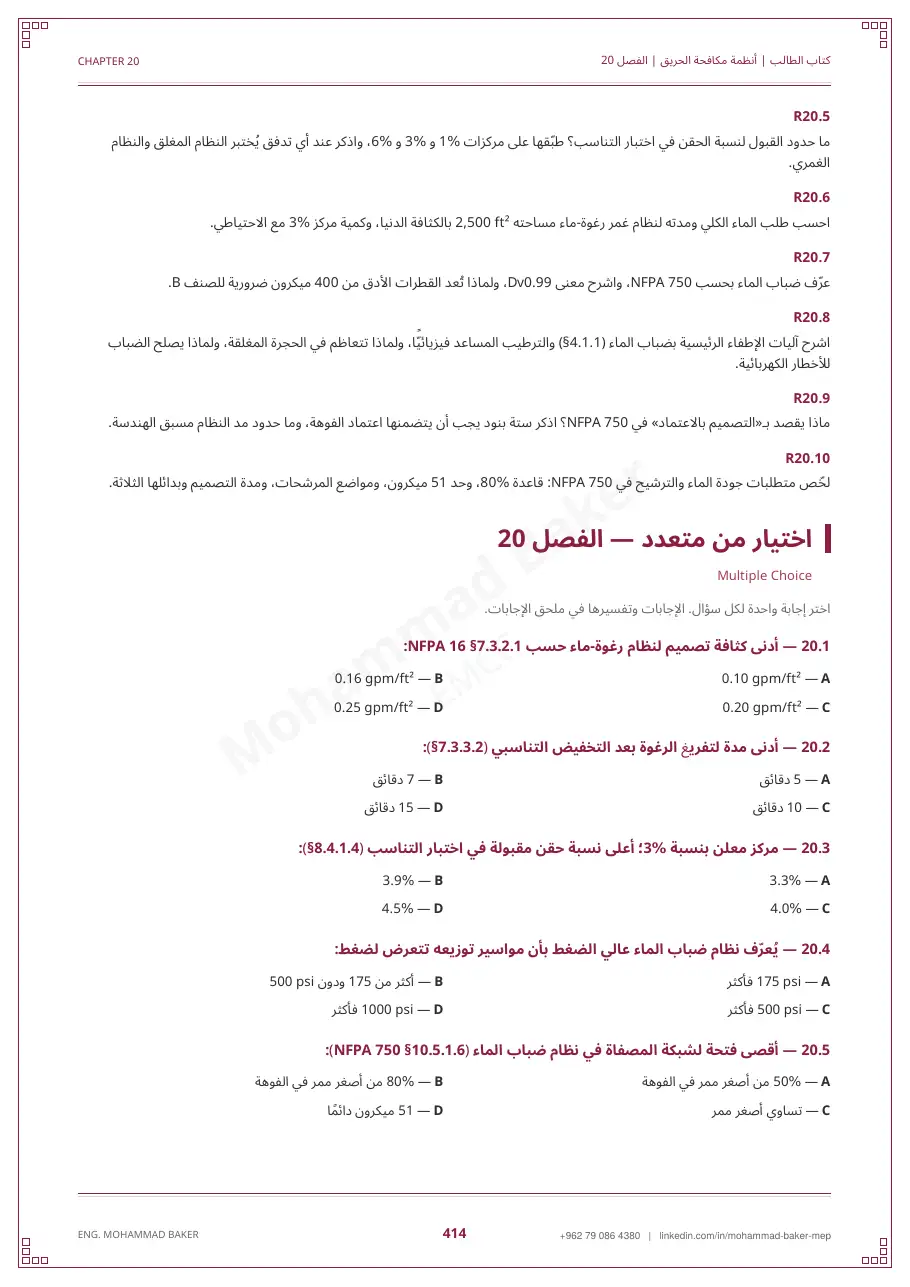 كتاب الطالب | أنظمة مكافحة الحريق | الفصل 20
CHAPTER 20
R20.5
ما حدود القبول لنسبة الحقن في اختبار التناسب؟ طبّقها على مركزات 1% و 3% و 6%، واذكر عند أي تدفق يُختبر النظام المغلق والنظام
الغمري.
R20.6
احسب طلب الماء الكلي ومدته لنظام غمر رغوة-ماء مساحته 2,500 ft² بالكثافة الدنيا، وكمية مركز 3% مع الاحتياطي.
R20.7
عرّف ضباب الماء بحسب NFPA 750، واشرح معنى Dv0.99، ولماذا تُعد القطرات الأدق من 400 ميكرون ضرورية للصنف B.
R20.8
اشرح آليات الإطفاء الرئيسية بضباب الماء (§4.1.1) والترطيب المساعد فيزيائيًّا، ولماذا تتعاظم في الحجرة المغلقة، ولماذا يصلح الضباب
للأخطار الكهربائية.
R20.9
ماذا يقصد بـ«التصميم بالاعتماد» في NFPA 750؟ اذكر ستة بنود يجب أن يتضمنها اعتماد الفوهة، وما حدود مد النظام مسبق الهندسة.
R20.10
لخّص متطلبات جودة الماء والترشيح في NFPA 750: قاعدة 80%، وحد 51 ميكرون، ومواضع المرشحات، ومدة التصميم وبدائلها الثلاثة.
اختيار من متعدد — الفصل 20
Multiple Choice
اختر إجابة واحدة لكل سؤال. الإجابات وتفسيرها في ملحق الإجابات.
20.1 — أدنى كثافة تصميم لنظام رغوة-ماء حسب NFPA 16 §7.3.2.1:
A — 0.10 gpm/ft²
B — 0.16 gpm/ft²
C — 0.20 gpm/ft²
D — 0.25 gpm/ft²
20.2 — أدنى مدة لتفريغ الرغوة بعد التخفيض التناسبي (§7.3.3.2):
A — 5 دقائق
B — 7 دقائق
C — 10 دقائق
D — 15 دقائق
20.3 — مركز معلن بنسبة 3%؛ أعلى نسبة حقن مقبولة في اختبار التناسب (§8.4.1.4):
A — 3.3%
B — 3.9%
C — 4.0%
D — 4.5%
20.4 — يُعرّف نظام ضباب الماء عالي الضغط بأن مواسير توزيعه تتعرض لضغط:
A — 175 psi فأكثر
B — أكثر من 175 ودون 500 psi
C — 500 psi فأكثر
D — 1000 psi فأكثر
20.5 — أقصى فتحة لشبكة المصفاة في نظام ضباب الماء (NFPA 750 §10.5.1.6):
A — 50% من أصغر ممر في الفوهة
B — 80% من أصغر ممر في الفوهة
C — تساوي أصغر ممر
D — 51 ميكرون دائمًا
Mohammad Baker
ENG. MOHAMMAD BAKER
414
+962 79 086 4380 | linkedin.com/in/mohammad-baker-mep